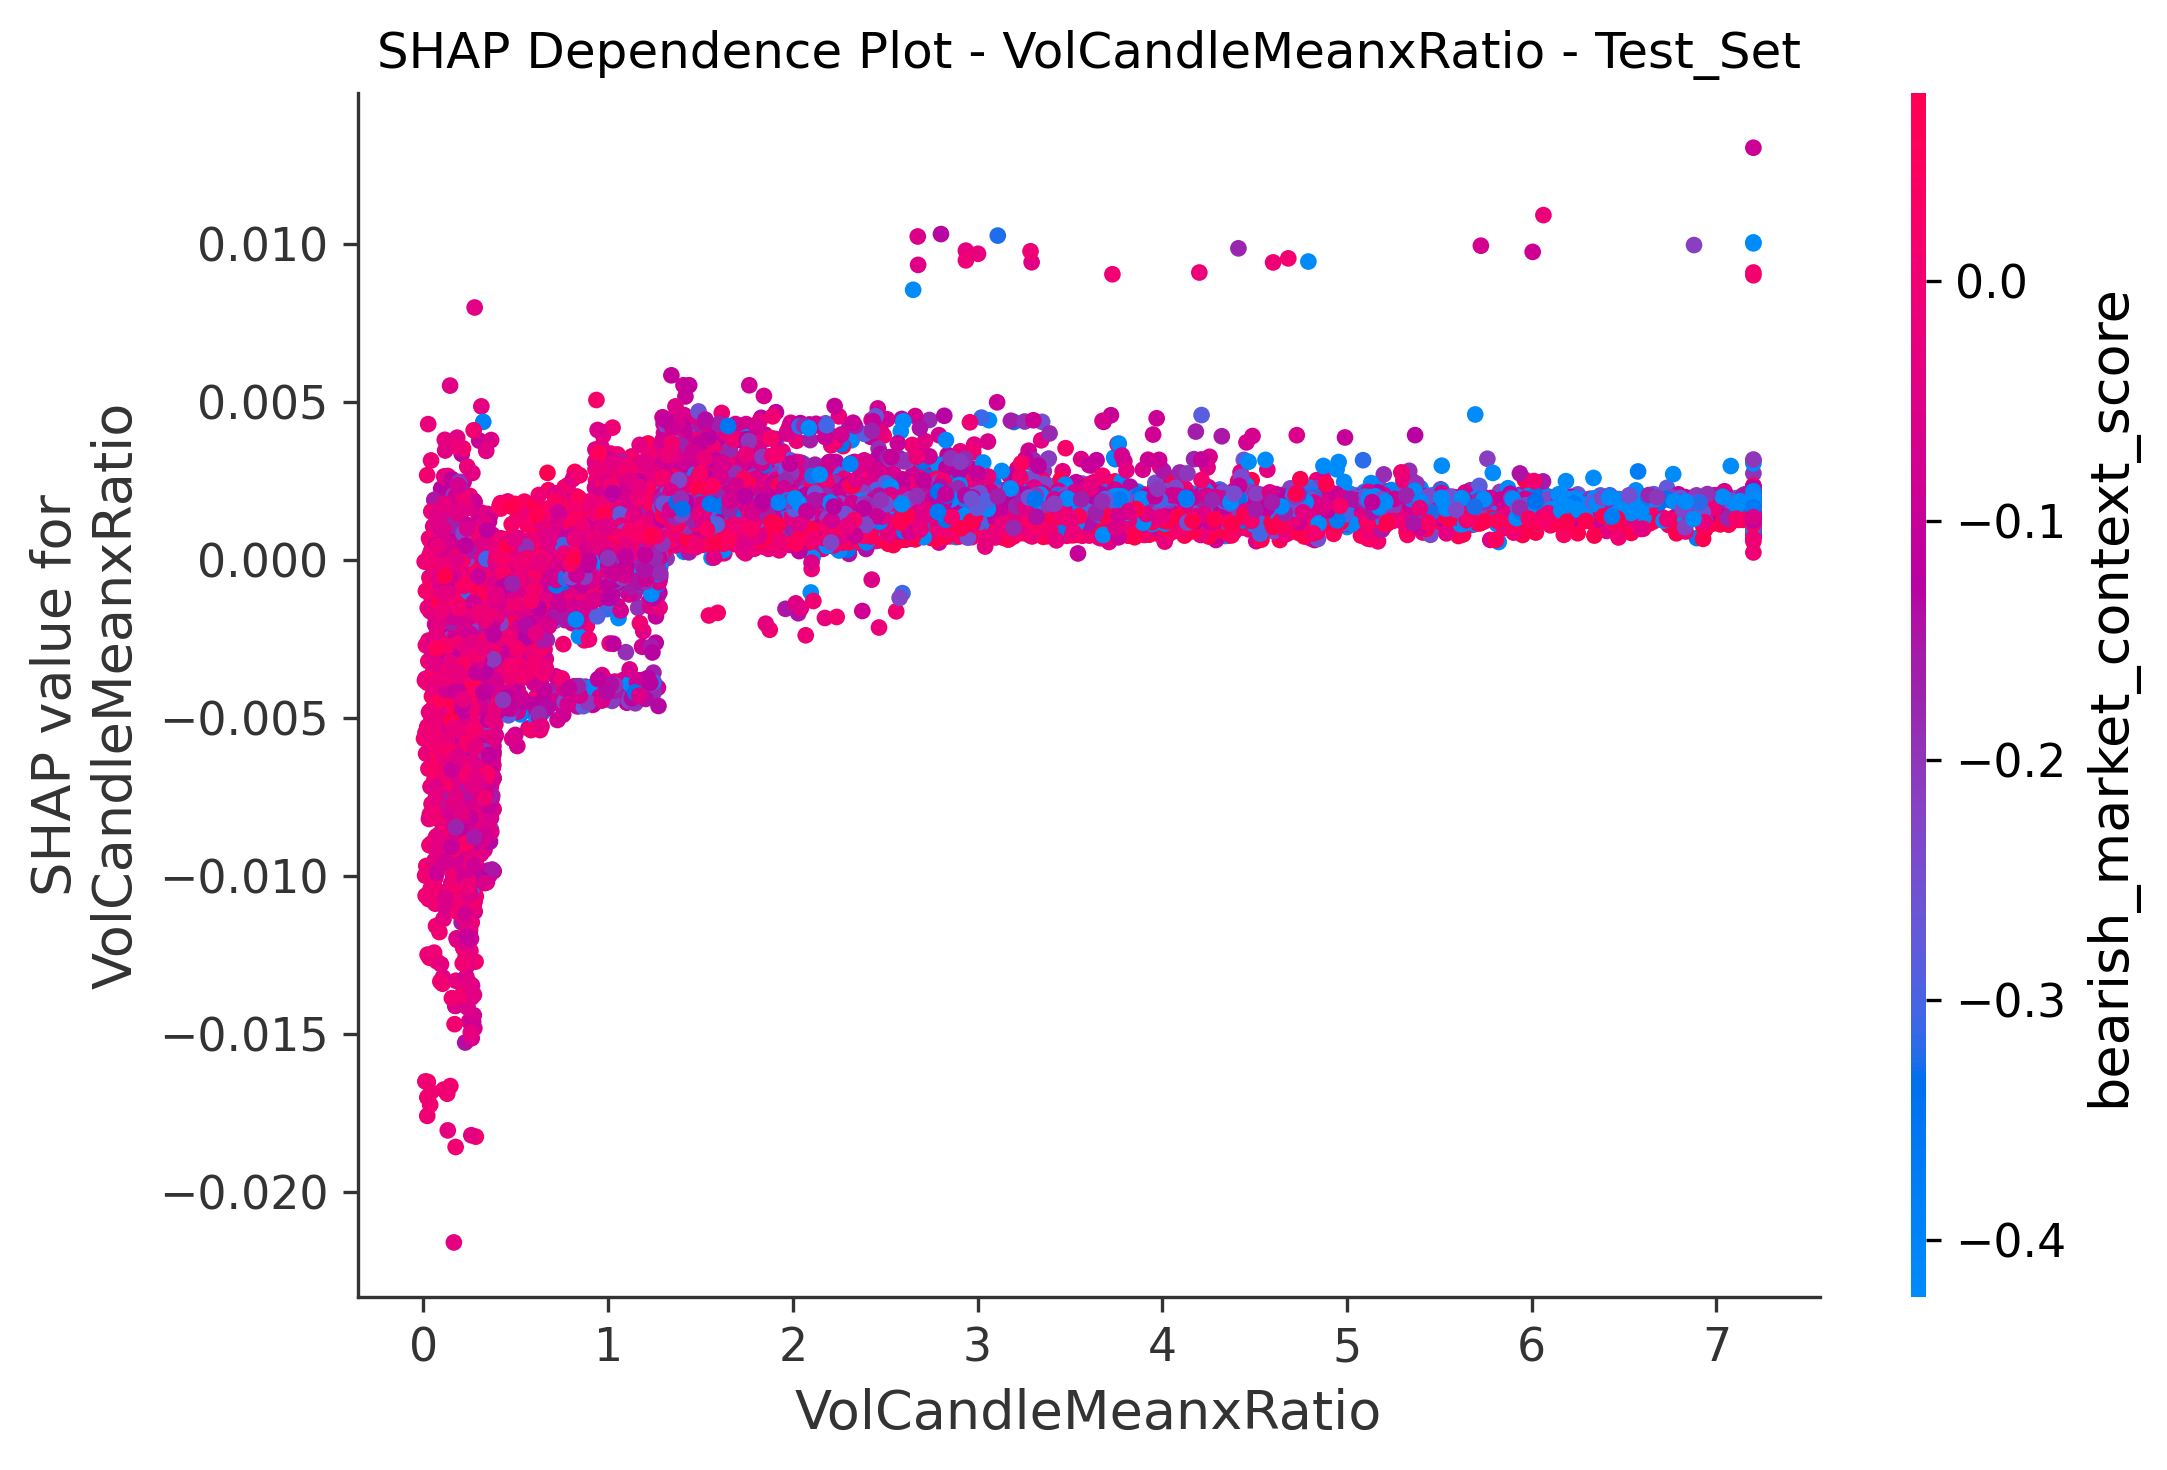 SHAP Dependence Plot - VolCandleMeanxRatio - Test_Set
SHAP value for
VolCandleMeanxRatio
0.010
0.005
0.000
−0.005
−0.010
−0.015
−0.020
0 1 2 3 4 5 6 7
VolCandleMeanxRatio
0.0
−0.1
−0.2
−0.3
−0.4
bearish_market_context_score